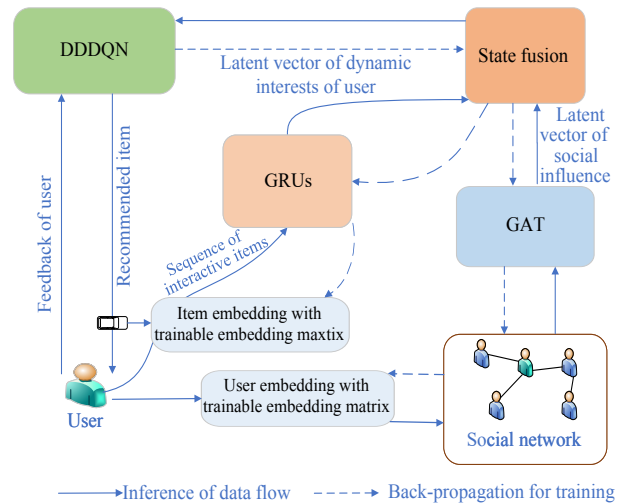 DDDQN
State fusion
Latent vector of dynamic
interests of user
Latent
vector of
social
influence
Feedback of user
Recommended item
GRUs
GAT
Sequence of
interactive items
Item embedding with
trainable embedding maxtix
User embedding with
trainable embedding matrix
User
Social network
Inference of data flow
Back-propagation for training